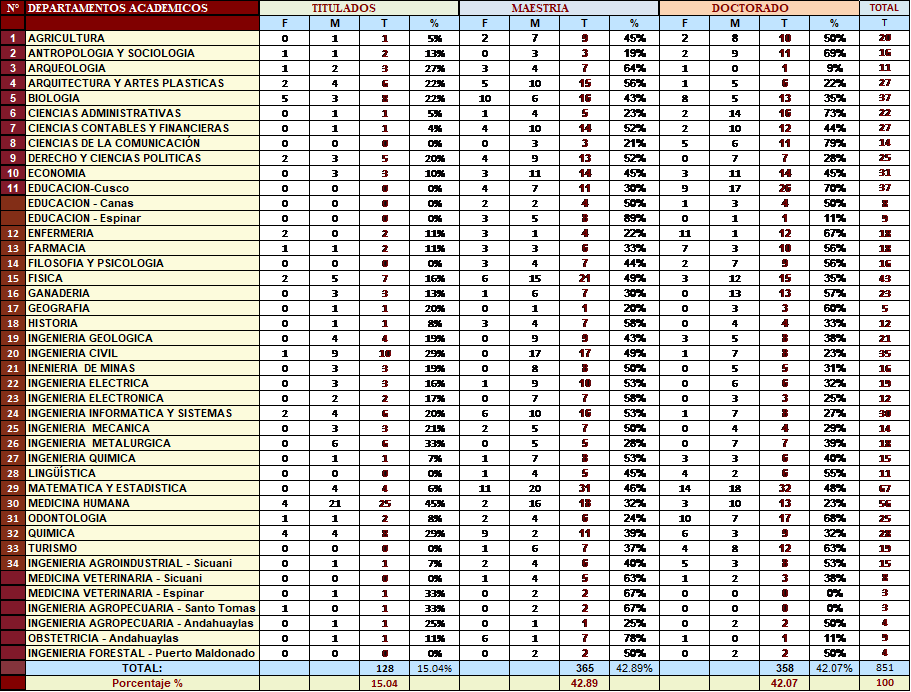 N° DEPARTAMENTOS ACADEMICOS TITULADOS MAESTRIA DOCTORADO TOTAL
F M T % F M T % F M T % T
1 AGRICULTURA 0 1 1 5% 2 7 9 45% 2 8 10 50% 20
2 ANTROPOLOGIA Y SOCIOLOGIA 1 1 2 13% 0 3 3 19% 2 9 11 69% 16
3 ARQUEOLOGIA 1 2 3 27% 3 4 7 64% 1 0 1 9% 11
4 ARQUITECTURA Y ARTES PLASTICAS 2 4 6 22% 5 10 15 56% 1 5 6 22% 27
5 BIOLOGIA 5 3 8 22% 10 6 16 43% 8 5 13 35% 37
6 CIENCIAS ADMINISTRATIVAS 0 1 1 5% 1 4 5 23% 2 14 16 73% 22
7 CIENCIAS CONTABLES Y FINANCIERAS 0 1 1 4% 4 10 14 52% 2 10 12 44% 27
8 CIENCIAS DE LA COMUNICACIÓN 0 0 0 0% 0 3 3 21% 5 6 11 79% 14
9 DERECHO Y CIENCIAS POLITICAS 2 3 5 20% 4 9 13 52% 0 7 7 28% 25
10 ECONOMIA 0 3 3 10% 3 11 14 45% 3 11 14 45% 31
11 EDUCACION-Cusco 0 0 0 0% 4 7 11 30% 9 17 26 70% 37
EDUCACION - Canas 0 0 0 0% 2 2 4 50% 1 3 4 50% 8
EDUCACION - Espinar 0 0 0 0% 3 5 8 89% 0 1 1 11% 9
12 ENFERMERIA 2 0 2 11% 3 1 4 22% 11 1 12 67% 18
13 FARMACIA 1 1 2 11% 3 3 6 33% 7 3 10 56% 18
14 FILOSOFIA Y PSICOLOGIA 0 0 0 0% 3 4 7 44% 2 7 9 56% 16
15 FISICA 2 5 7 16% 6 15 21 49% 3 12 15 35% 43
16 GANADERIA 0 3 3 13% 1 6 7 30% 0 13 13 57% 23
17 GEOGRAFIA 0 1 1 20% 0 1 1 20% 0 3 3 60% 5
18 HISTORIA 0 1 1 8% 3 4 7 58% 0 4 4 33% 12
19 INGENIERIA GEOLOGICA 0 4 4 19% 0 9 9 43% 3 5 8 38% 21
20 INGENIERIA CIVIL 1 9 10 29% 0 17 17 49% 1 7 8 23% 35
21 INENIERIA DE MINAS 0 3 3 19% 0 8 8 50% 0 5 5 31% 16
22 INGENIERIA ELECTRICA 0 3 3 16% 1 9 10 53% 0 6 6 32% 19
23 INGENIERIA ELECTRONICA 0 2 2 17% 0 7 7 58% 0 3 3 25% 12
24 INGENIERIA INFORMATICA Y SISTEMAS 2 4 6 20% 6 10 16 53% 1 7 8 27% 30
25 INGENIERIA MECANICA 0 3 3 21% 2 5 7 50% 0 4 4 29% 14
26 INGENIERIA METALURGICA 0 6 6 33% 0 5 5 28% 0 7 7 39% 18
27 INGENIERIA QUIMICA 0 1 1 7% 1 7 8 53% 3 3 6 40% 15
28 LINGÜÍSTICA 0 0 0 0% 1 4 5 45% 4 2 6 55% 11
29 MATEMATICA Y ESTADISTICA 0 4 4 6% 11 20 31 46% 14 18 32 48% 67
30 MEDICINA HUMANA 4 21 25 45% 2 16 18 32% 3 10 13 23% 56
31 ODONTOLOGIA 1 1 2 8% 2 4 6 24% 10 7 17 68% 25
32 QUIMICA 4 4 8 29% 9 2 11 39% 6 3 9 32% 28
33 TURISMO 0 0 0 0% 1 6 7 37% 4 8 12 63% 19
34 INGENIERIA AGROINDUSTRIAL - Sicuani 0 1 1 7% 2 4 6 40% 5 3 8 53% 15
MEDICINA VETERINARIA - Sicuani 0 0 0 0% 1 4 5 63% 1 2 3 38% 8
MEDICINA VETERINARIA - Espinar 0 1 1 33% 0 2 2 67% 0 0 0 0% 3
INGENIERIA AGROPECUARIA - Santo Tomas 1 0 1 33% 0 2 2 67% 0 0 0 0% 3
INGENIERIA AGROPECUARIA - Andahuaylas 0 1 1 25% 0 1 1 25% 0 2 2 50% 4
OBSTETRICIA - Andahuaylas 0 1 1 11% 6 1 7 78% 1 0 1 11% 9
INGENIERIA FORESTAL - Puerto Maldonado 0 0 0 0% 0 2 2 50% 0 2 2 50% 4
TOTAL: 128 15.04% 365 42.89% 358 42.07% 851
Porcentaje % 15.04 42.89 42.07 100